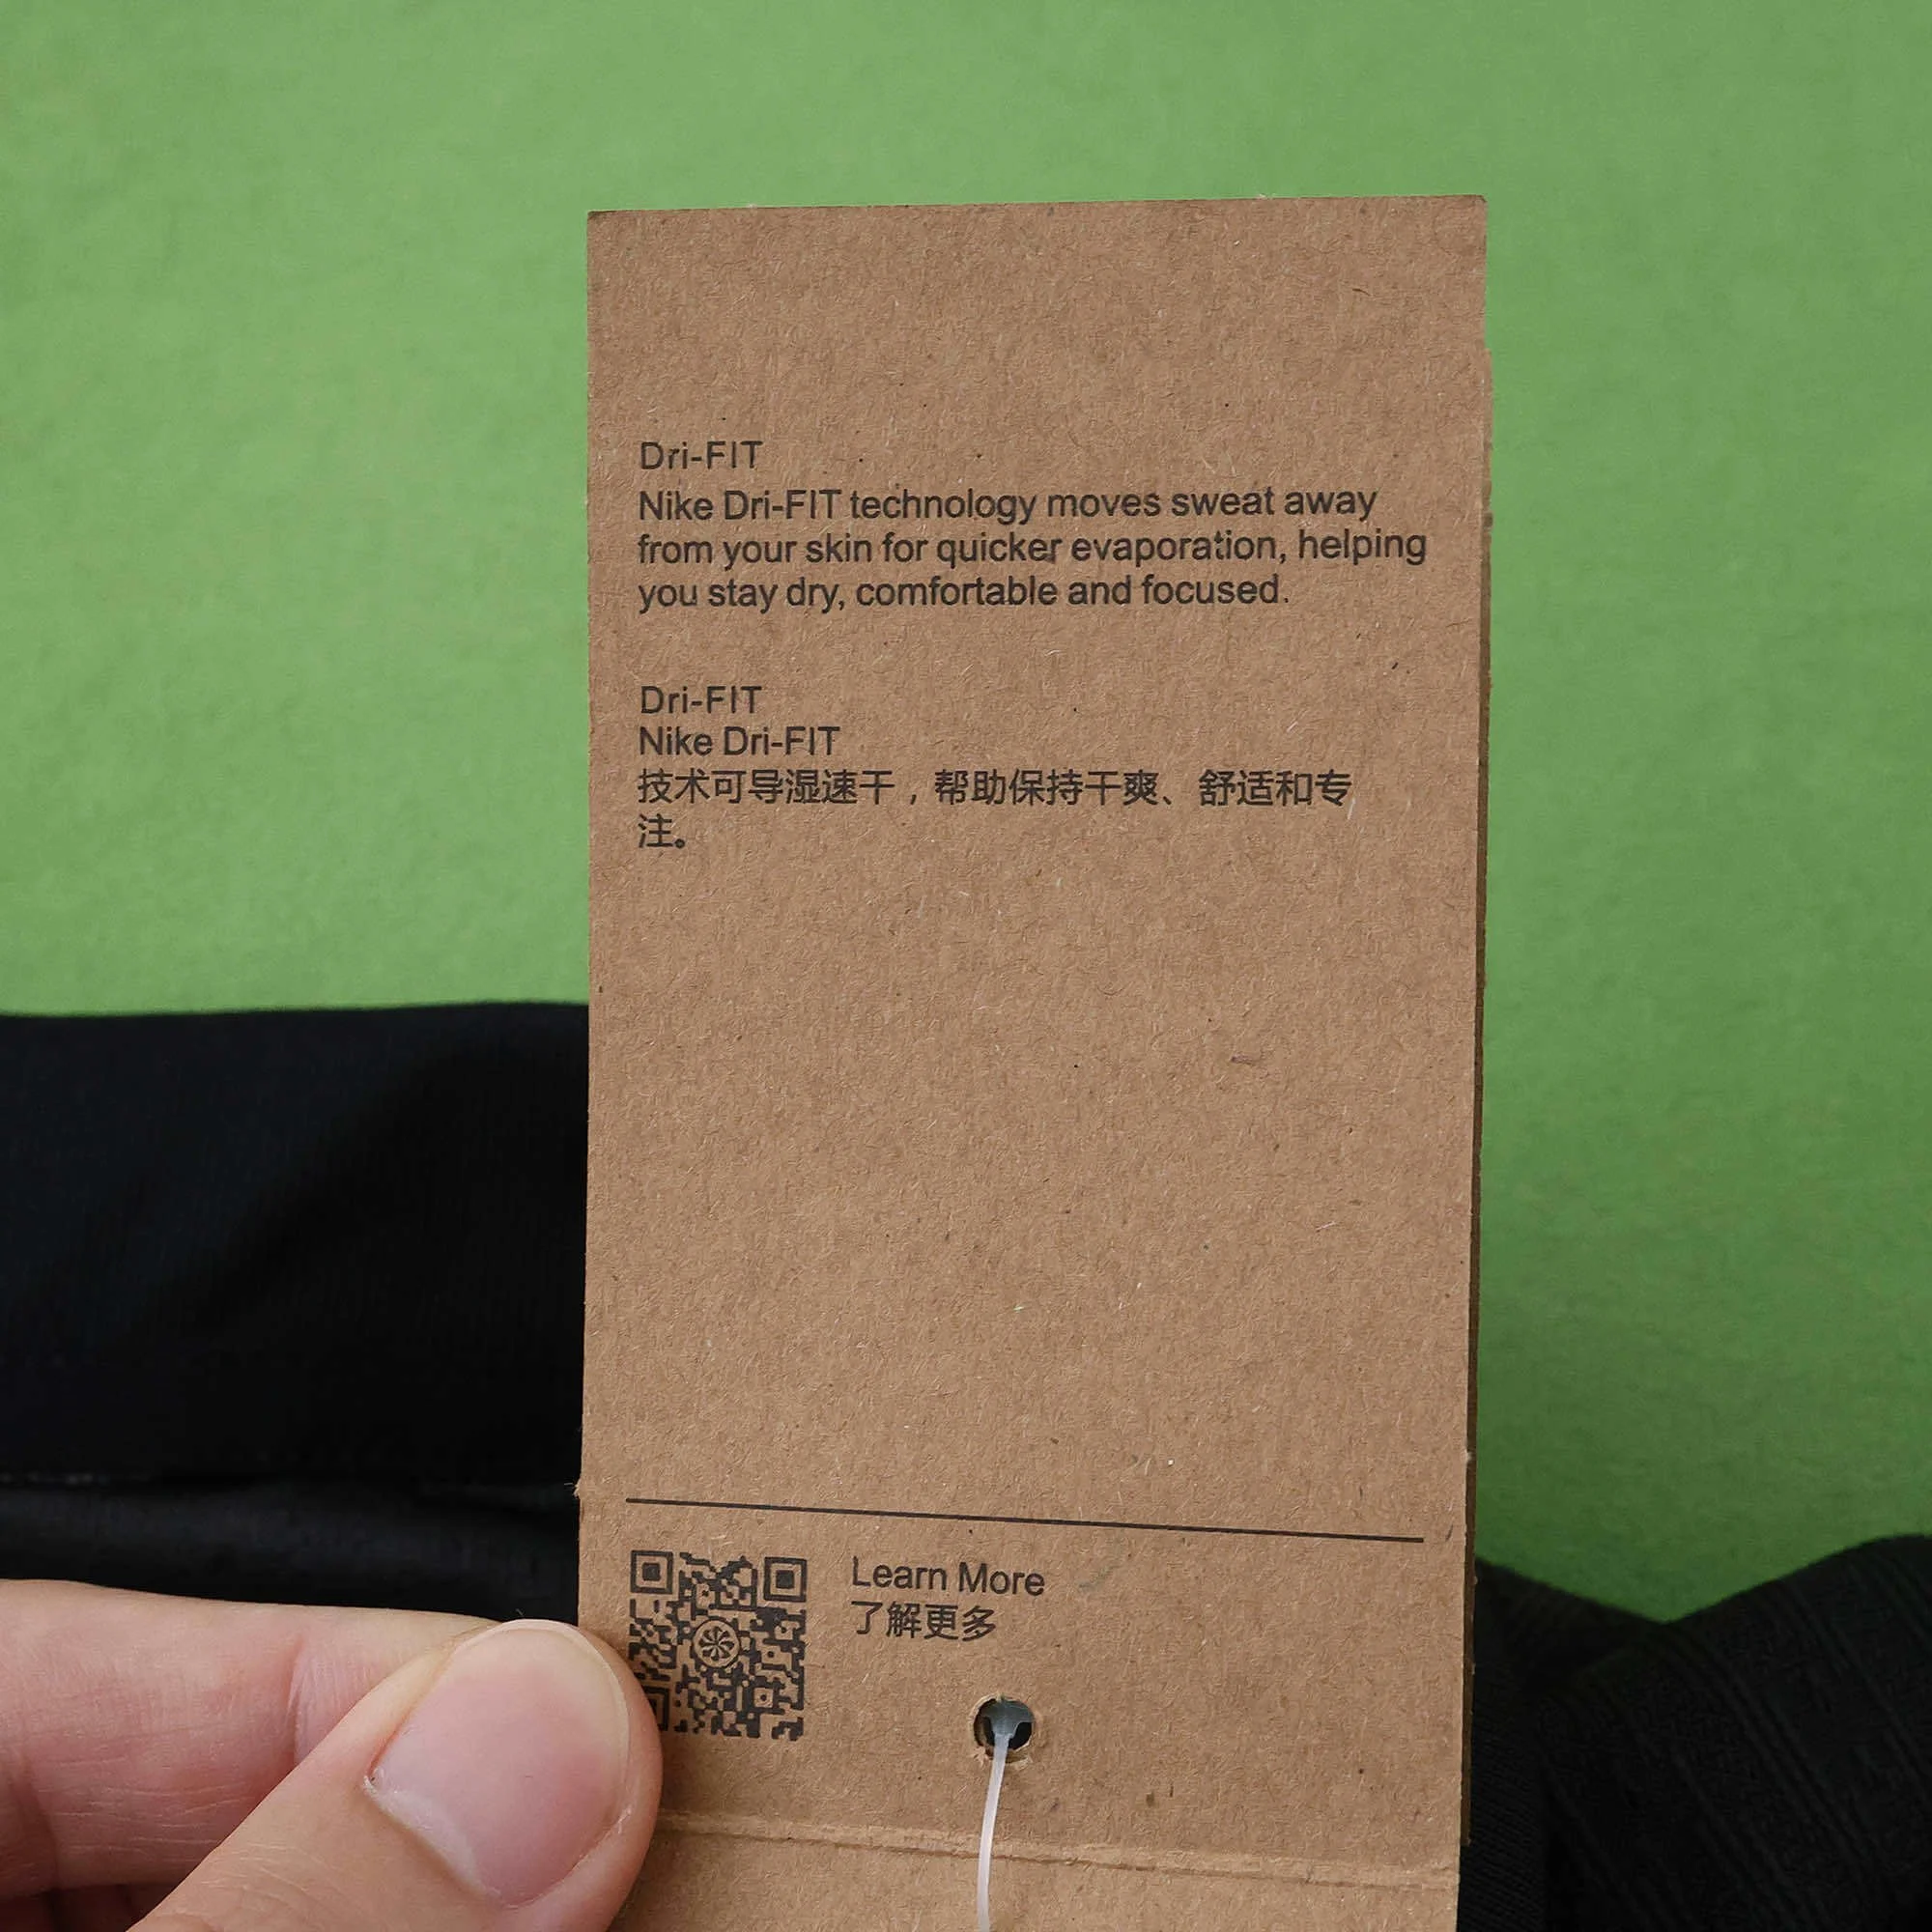 Dri-FIT
Nike Dri-FIT technology moves sweat away
from your skin for quicker evaporation, helping
you stay dry, comfortable and focused.
Dri-FIT
Nike Dri-FIT
技术可导湿速干，帮助保持干爽、舒适和专
注。
Learn More
了解更多